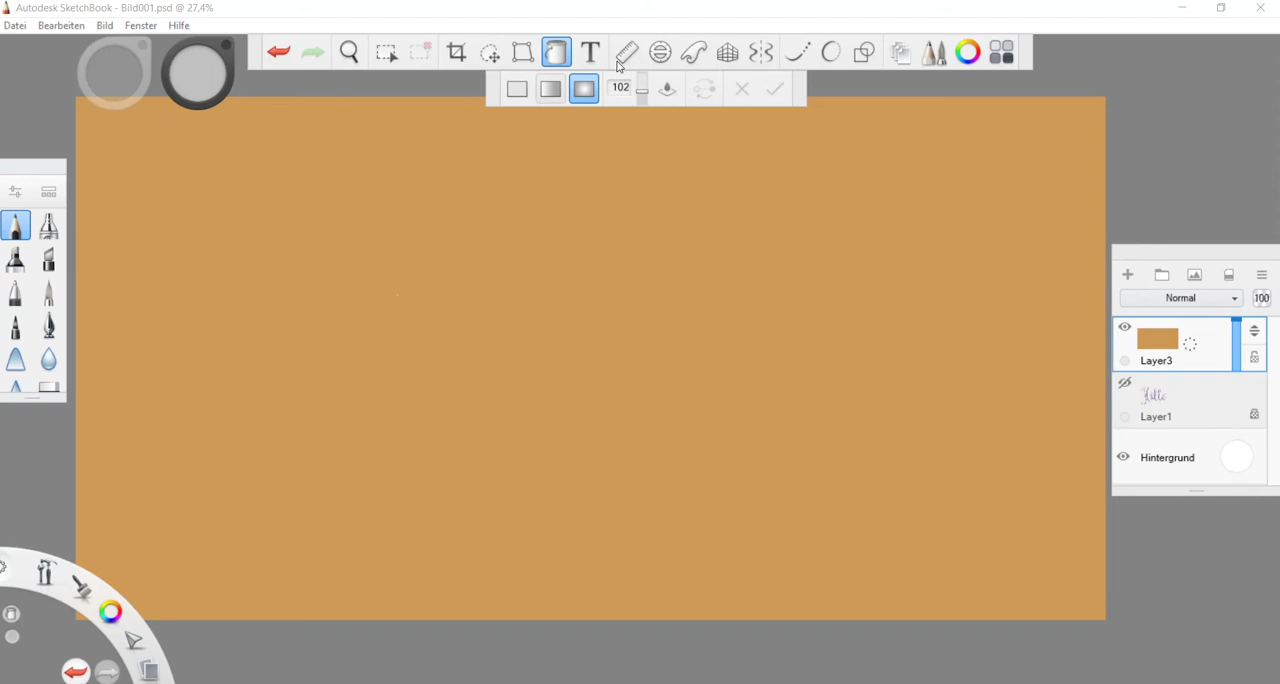 Autodesk SketchBook - Bild001.psd @ 27,4%
Datei Bearbeiten Bild Fenster Hilfe
T
102
Normal 100
Layer3
Layer1
Hintergrund